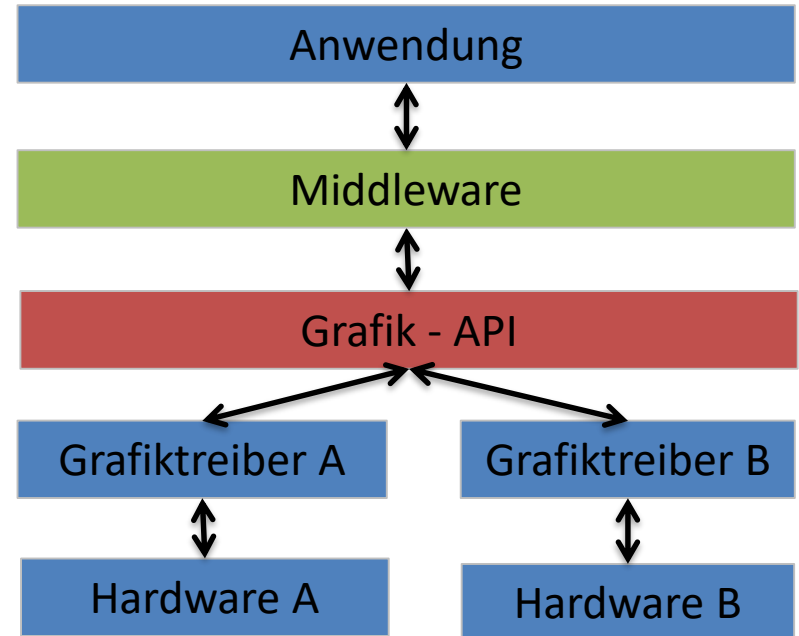 Anwendung
Middleware
Grafik - API
Grafiktreiber A
Grafiktreiber B
Hardware A
Hardware B